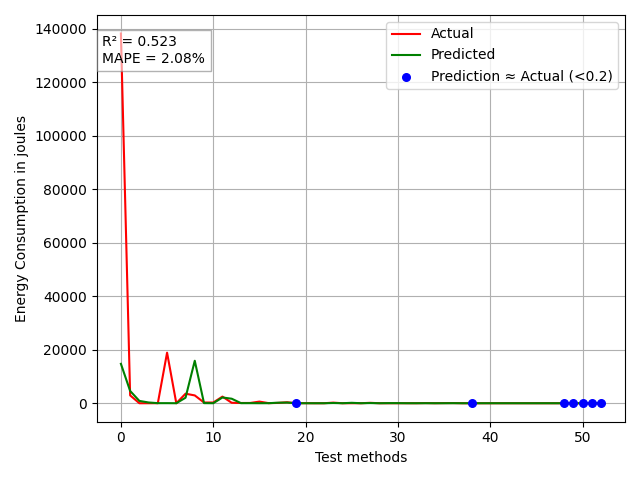 R² = 0.523
MAPE = 2.08%
Actual
Predicted
Prediction ≈ Actual (<0.2)
Energy Consumption in joules
140000
120000
100000
80000
60000
40000
20000
0
0 10 20 30 40 50
Test methods